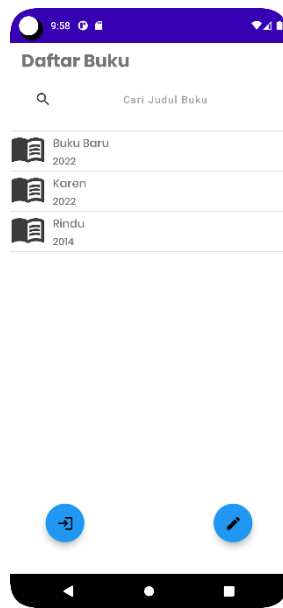 9:58
Daftar Buku
Cari Judul Buku
Buku Baru
2022
Karen
2022
Rindu
2014